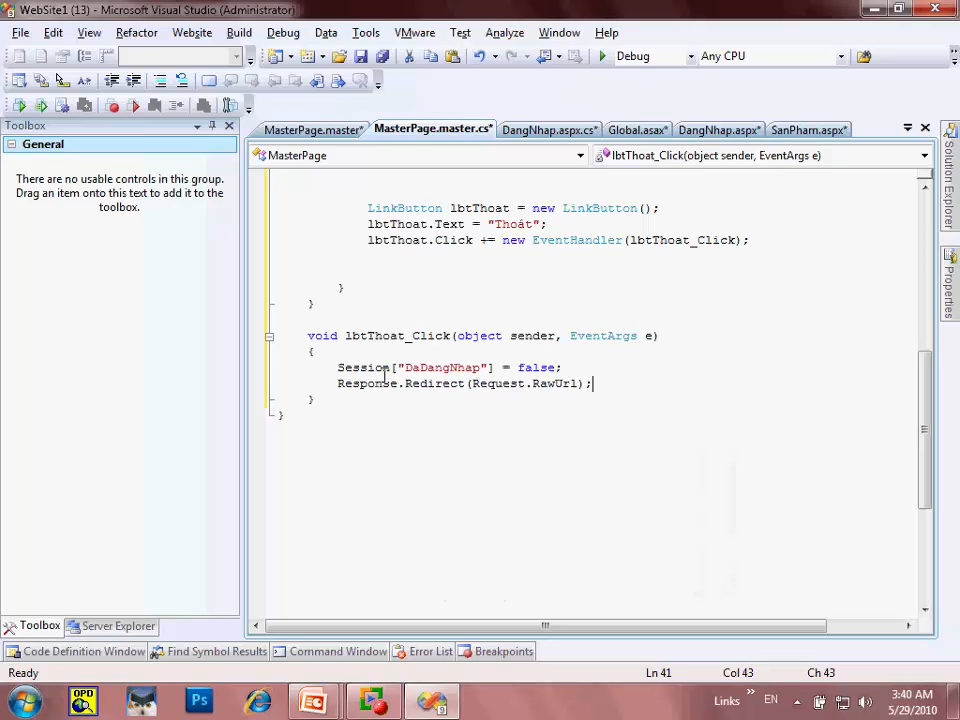 WebSite1 (13) - Microsoft Visual Studio (Administrator)
File Edit View Refactor Website Build Debug Data Tools VMware Test Analyze Window Help
Debug Any CPU
Toolbox
General
There are no usable controls in this group.
Drag an item onto this text to add it to the
toolbox.
MasterPage.master* MasterPage.master.cs* DangNhap.aspx.cs* Global.asax* DangNhap.aspx* SanPham.aspx*
MasterPage lbtThoat_Click(object sender, EventArgs e)
LinkButton lbtThoat = new LinkButton();
lbtThoat.Text = "Thoát";
lbtThoat.Click += new EventHandler(lbtThoat_Click);
}
}
void lbtThoat_Click(object sender, EventArgs e)
{
Session["DaDangNhap"] = false;
Response.Redirect(Request.RawUrl);
}
}
Solution Explorer
Properties
Toolbox Server Explorer
Code Definition Window Find Symbol Results Command Window Error List Breakpoints
Ready Ln 41 Col 43 Ch 43
OPD Ps 9 Links EN 3:40 AM
5/29/2010